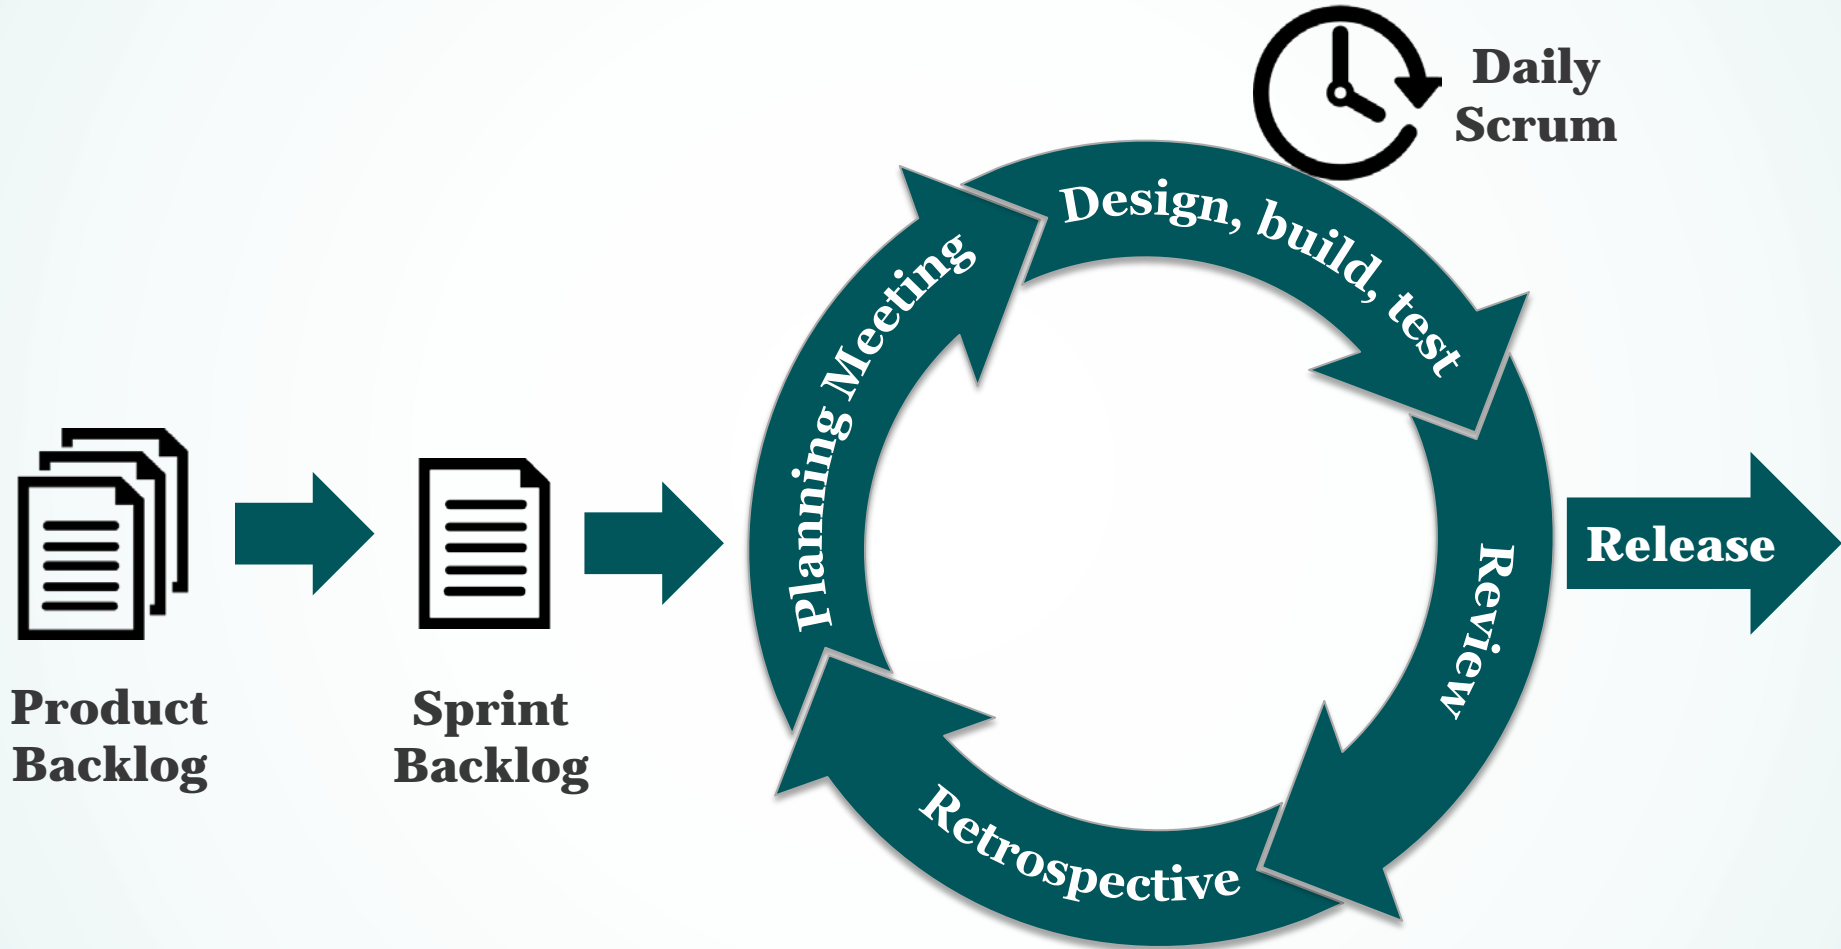 Daily
Scrum
Design, build, test
Planning Meeting
Review
Retrospective
Release
Product
Backlog
Sprint
Backlog